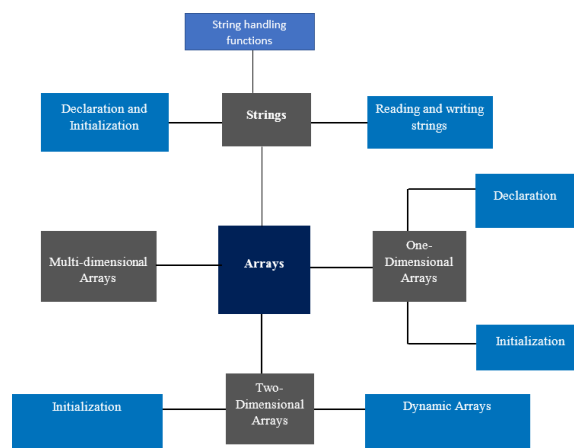 String handling
functions
Declaration and
Initialization
Strings
Reading and writing
strings
Declaration
Multi-dimensional
Arrays
Arrays
One-
Dimensional
Arrays
Initialization
Initialization
Two-
Dimensional
Arrays
Dynamic Arrays